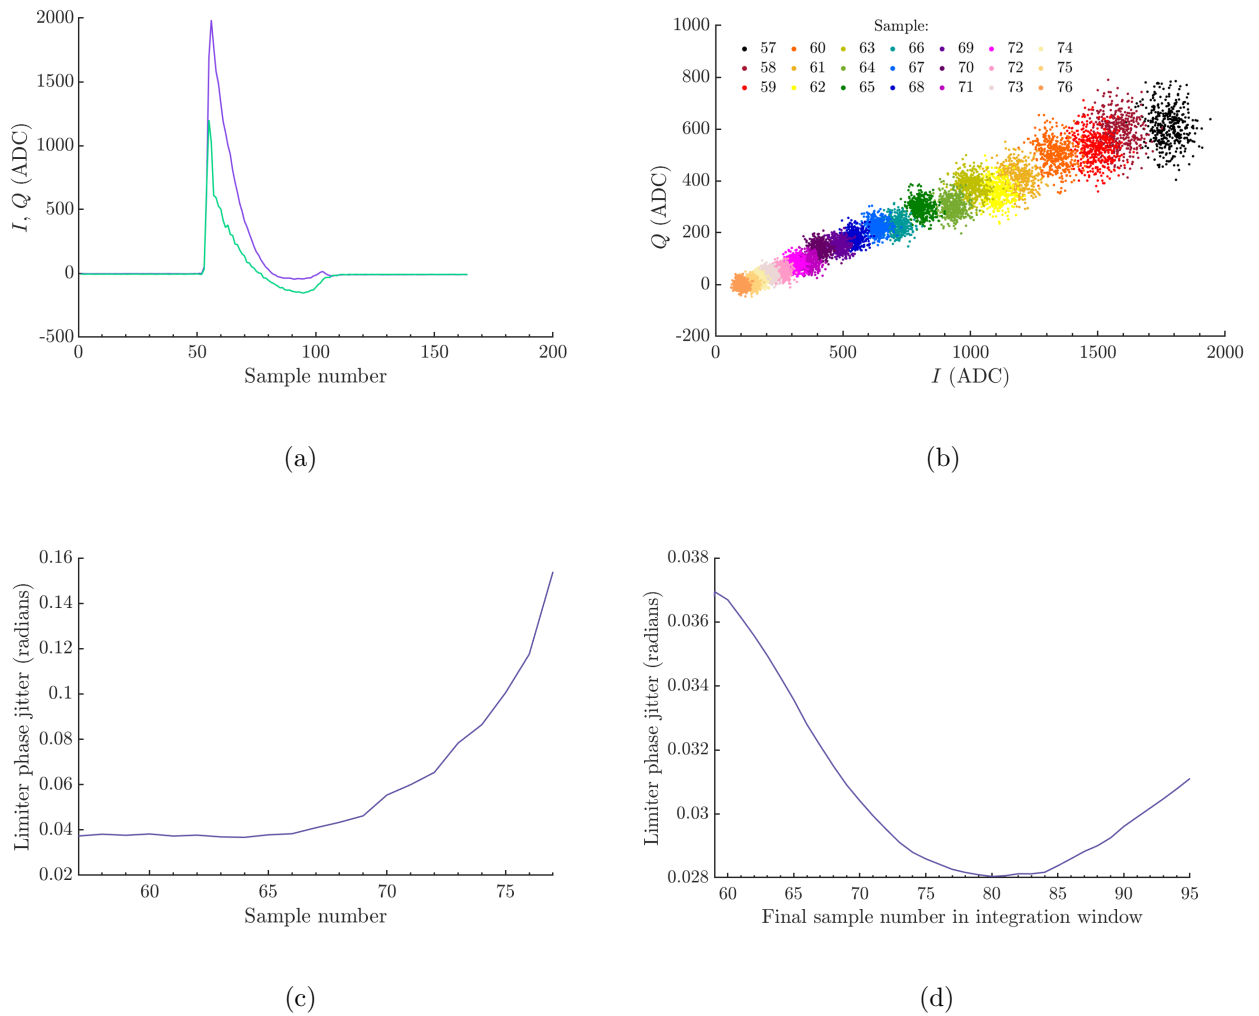 2000
1500
1000
500
0
-500
I, Q (ADC)
0 50 100 150 200
Sample number
(a)
1000
800
600
400
200
0
-200
Q (ADC)
Sample:
57 60 63 66 69 72 74
58 61 64 67 70 72 75
59 62 65 68 71 73 76
0 500 1000 1500 2000
I (ADC)
(b)
0.16
0.14
0.12
0.1
0.08
0.06
0.04
0.02
Limiter phase jitter (radians)
60 65 70 75
Sample number
(c)
0.038
0.036
0.034
0.032
0.03
0.028
Limiter phase jitter (radians)
60 65 70 75 80 85 90 95
Final sample number in integration window
(d)